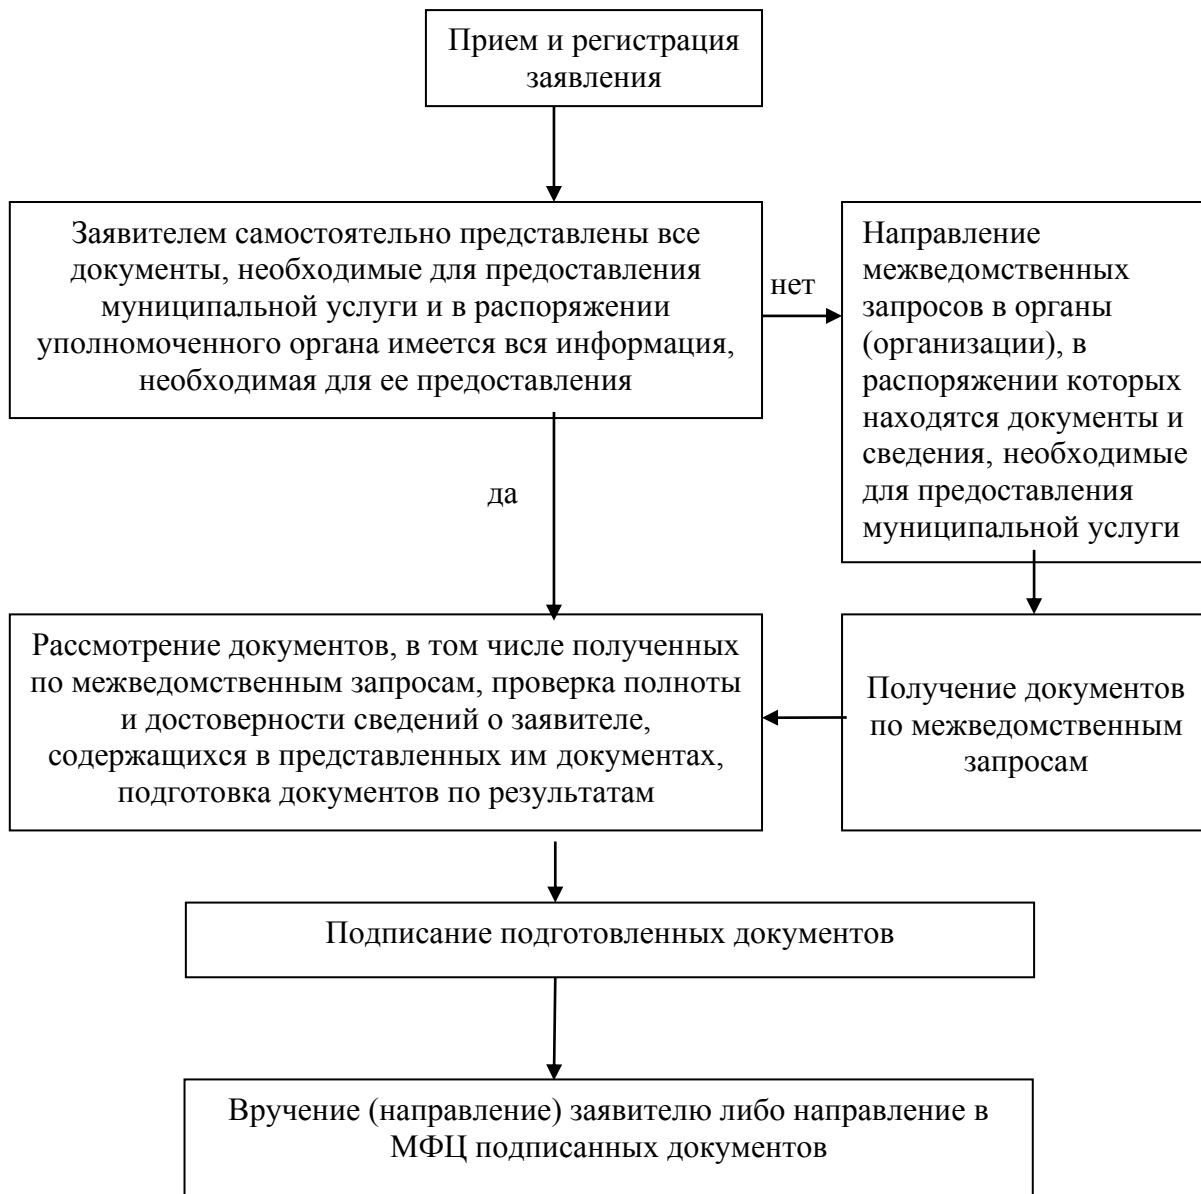 Прием и регистрация
заявления
Заявителем самостоятельно представлены все
документы, необходимые для предоставления
муниципальной услуги и в распоряжении
уполномоченного органа имеется вся информация,
необходимая для ее предоставления
нет
Направление
межведомственных
запросов в органы
(организации), в
распоряжении которых
находятся документы и
сведения, необходимые
для предоставления
муниципальной услуги
да
Рассмотрение документов, в том числе полученных
по межведомственным запросам, проверка полноты
и достоверности сведений о заявителе,
содержащихся в представленных им документах,
подготовка документов по результатам
Получение документов
по межведомственным
запросам
Подписание подготовленных документов
Вручение (направление) заявителю либо направление в
МФЦ подписанных документов